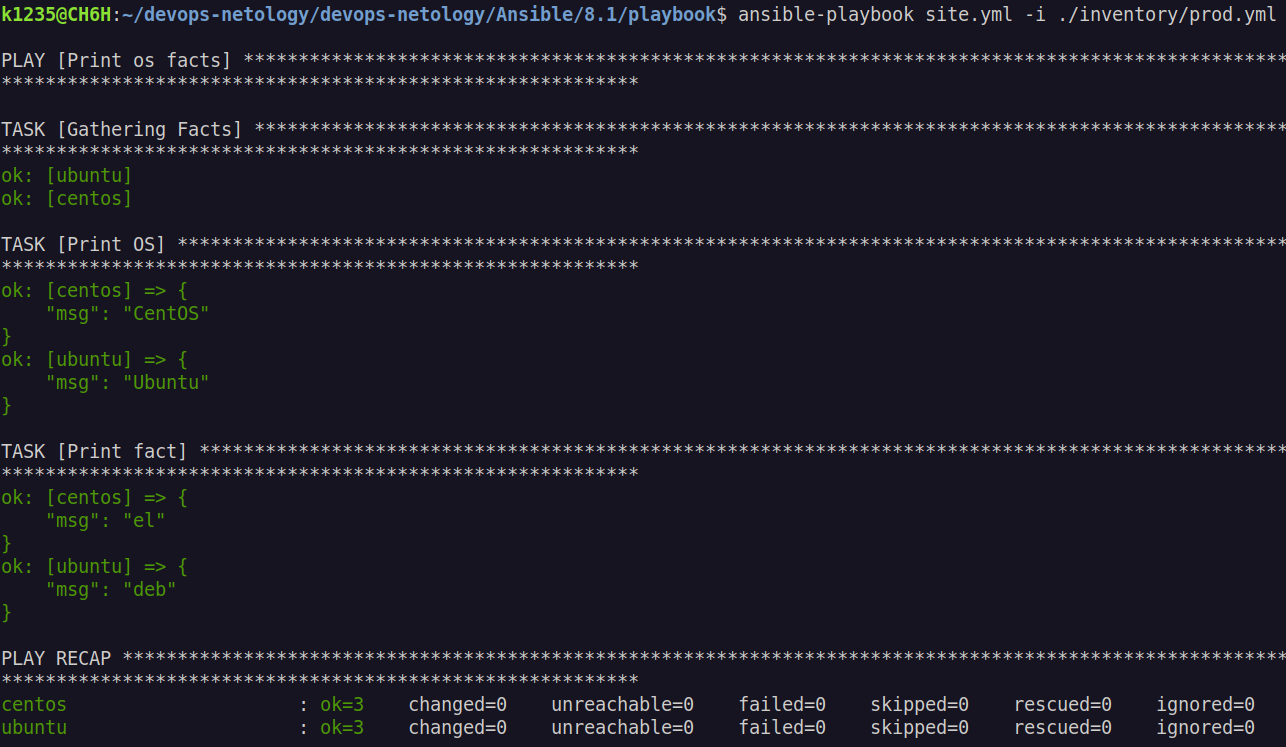 k1235@CH6H:~/devops-netology/devops-netology/Ansible/8.1/playbook$ ansible-playbook site.yml -i ./inventory/prod.yml
PLAY [Print os facts] ***********************************************************************************************
**********************************************************
TASK [Gathering Facts] **********************************************************************************************
**********************************************************
ok: [ubuntu]
ok: [centos]
TASK [Print OS] *****************************************************************************************************
**********************************************************
ok: [centos] => {
    "msg": "CentOS"
}
ok: [ubuntu] => {
    "msg": "Ubuntu"
}
TASK [Print fact] ***************************************************************************************************
**********************************************************
ok: [centos] => {
    "msg": "el"
}
ok: [ubuntu] => {
    "msg": "deb"
}
PLAY RECAP **********************************************************************************************************
**********************************************************
centos                     : ok=3    changed=0    unreachable=0    failed=0    skipped=0    rescued=0    ignored=0
ubuntu                     : ok=3    changed=0    unreachable=0    failed=0    skipped=0    rescued=0    ignored=0